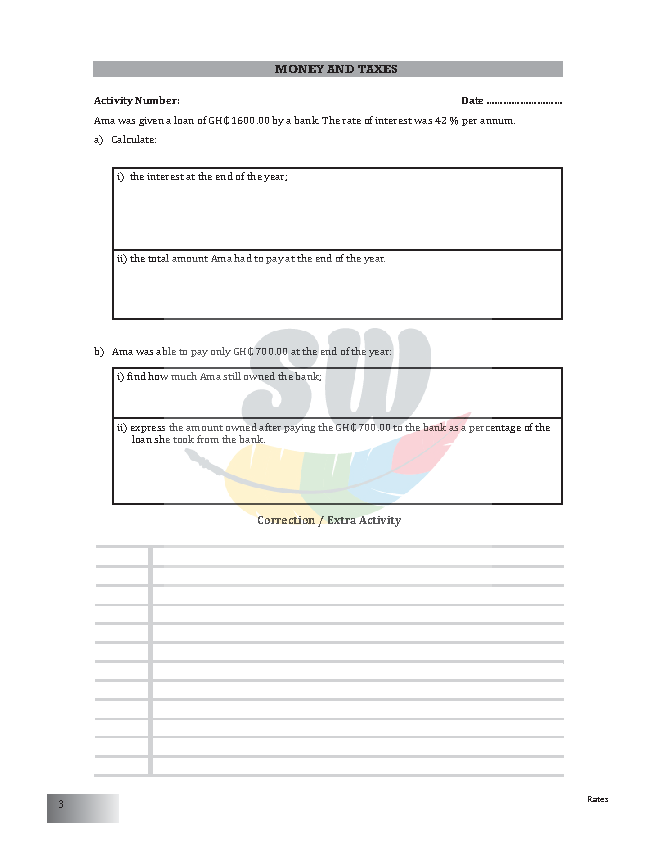 MONEY AND TAXES
Activity Number:
Date ............................
Ama was given a loan of GH₵ 1600.00 by a bank. The rate of interest was 42 % per annum.
a) Calculate:
i) the interest at the end of the year;
ii) the total amount Ama had to pay at the end of the year.
SW
b) Ama was able to pay only GH₵ 700.00 at the end of the year:
i) find how much Ama still owned the bank;
ii) express the amount owned after paying the GH₵ 700.00 to the bank as a percentage of the
loan she took from the bank.
Correction / Extra Activity
3
Rates